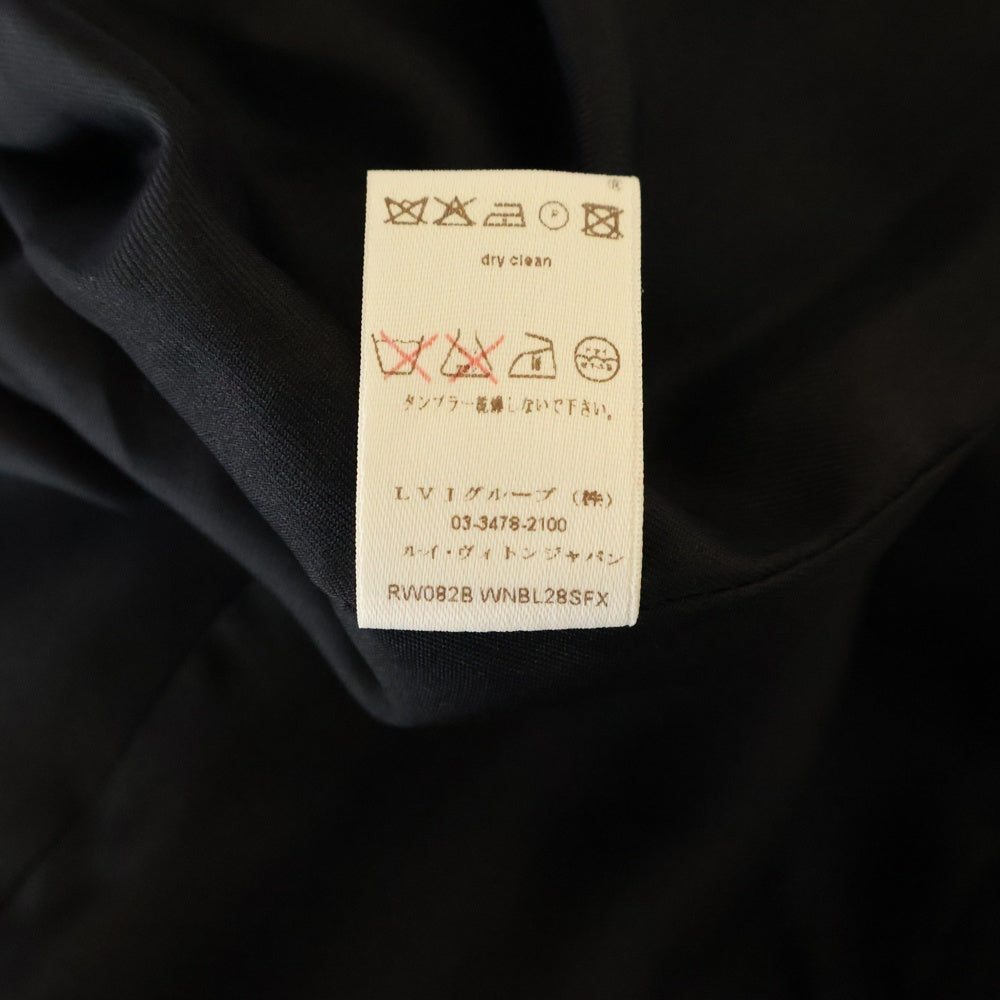 ®
P
dry clean
タンブラー乾燥しないで下さい。
LVJグループ（株）
03-3478-2100
ルイ・ヴィトンジャパン
RW082B WNBL28SFX